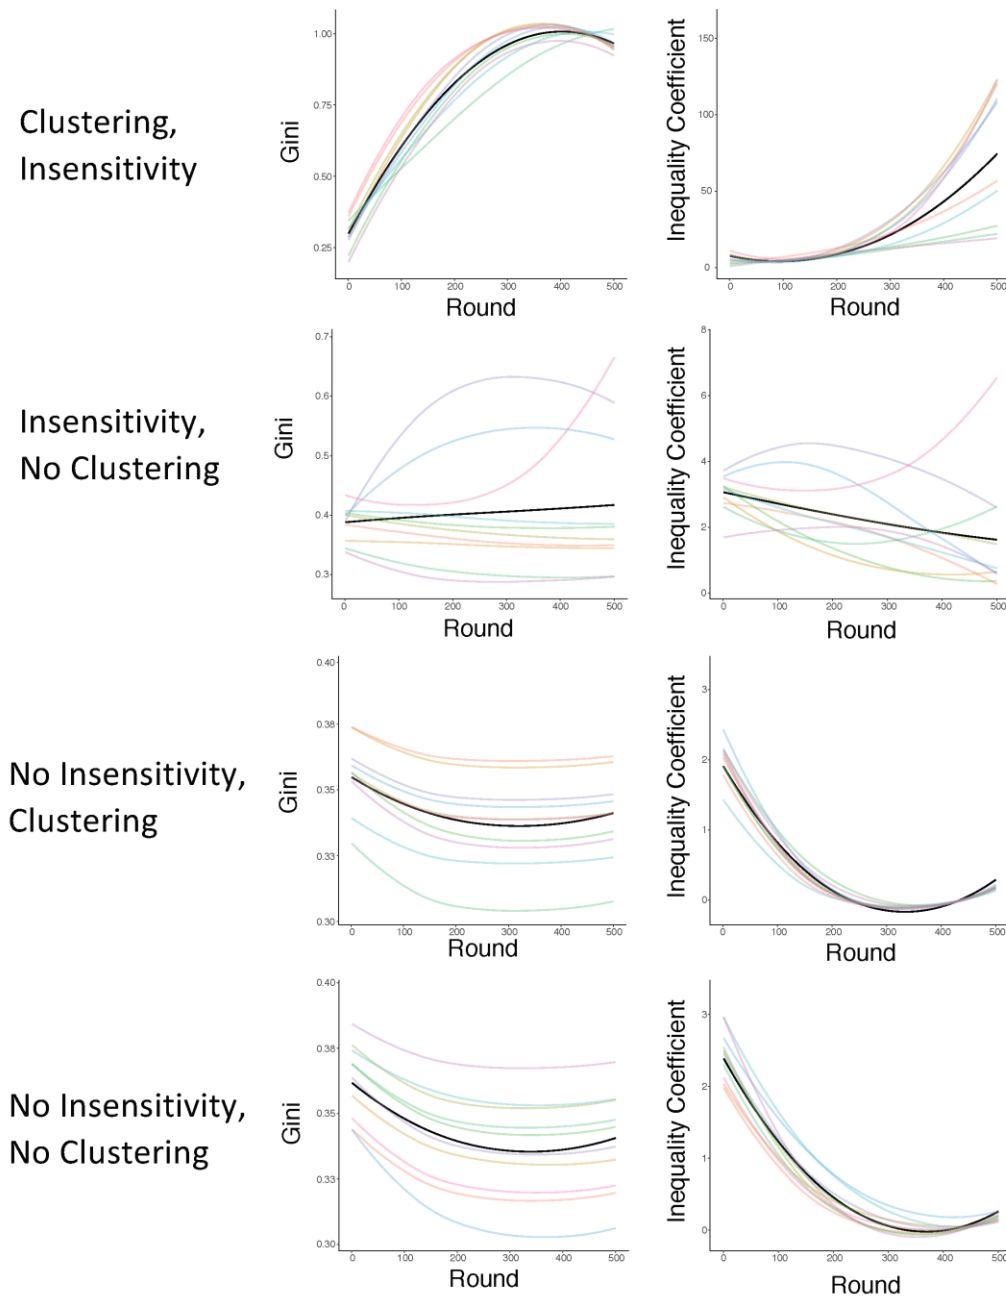 Clustering,
Insensitivity
Gini
1.00
0.75
0.50
0.25
0 100 200 300 400 500
Round
Inequality Coefficient
150
100
50
0
0 100 200 300 400 500
Round
Insensitivity,
No Clustering
Gini
0.7
0.6
0.5
0.4
0.3
0 100 200 300 400 500
Round
Inequality Coefficient
8
6
4
2
0
0 100 200 300 400 500
Round
No Insensitivity,
Clustering
Gini
0.40
0.38
0.35
0.33
0.30
0 100 200 300 400 500
Round
Inequality Coefficient
3
2
1
0
0 100 200 300 400 500
Round
No Insensitivity,
No Clustering
Gini
0.40
0.38
0.35
0.33
0.30
0 100 200 300 400 500
Round
Inequality Coefficient
3
2
1
0
0 100 200 300 400 500
Round